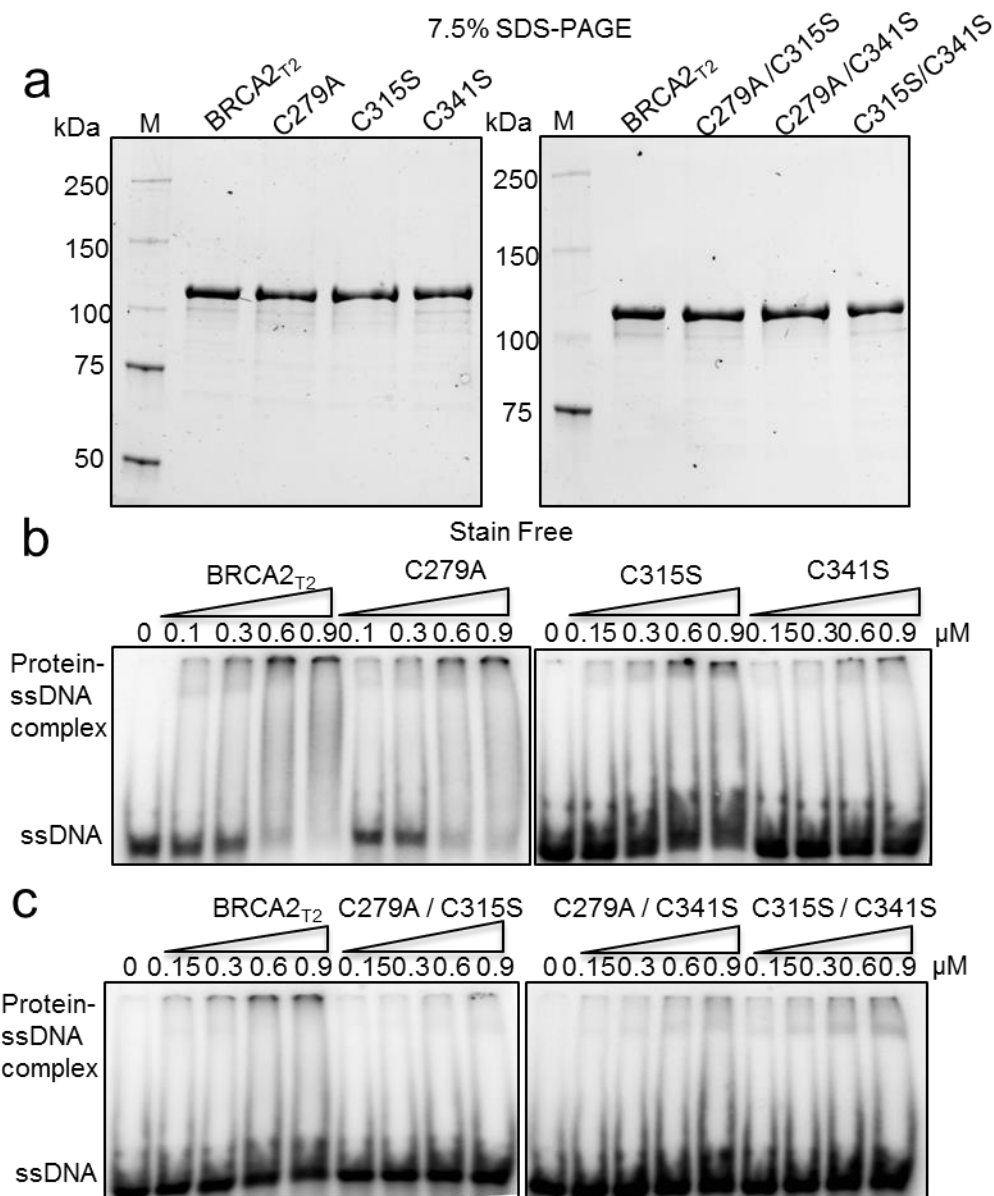 7.5% SDS-PAGE
a
kDa M BRCA2T2 C279A C315S C341S
250
150
100
75
50
kDa M BRCA2T2 C279A /C315S C279A /C341S C315S/C341S
250
150
100
75
Stain Free
b
BRCA2T2 C279A C315S C341S
0 0.1 0.3 0.6 0.9 0.1 0.3 0.6 0.9 0 0.15 0.3 0.6 0.9 0.15 0.3 0.6 0.9 µM
Protein-
ssDNA
complex
ssDNA
c
BRCA2T2 C279A / C315S C279A / C341S C315S / C341S
0 0.15 0.3 0.6 0.9 0.15 0.3 0.6 0.9 0 0.15 0.3 0.6 0.9 0.15 0.3 0.6 0.9 µM
Protein-
ssDNA
complex
ssDNA